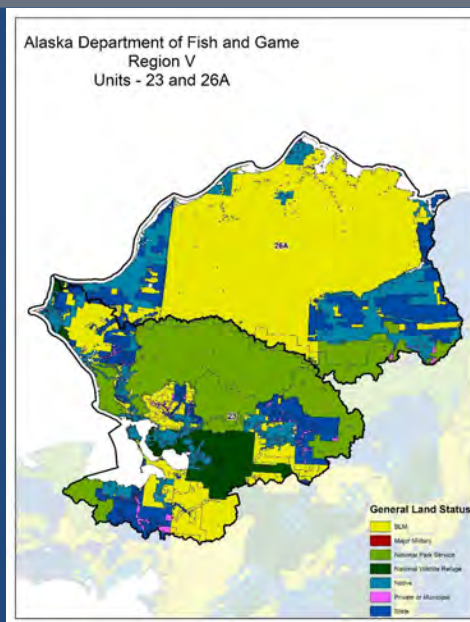 Alaska Department of Fish and Game
Region V
Units - 23 and 26A
26A
23
General Land Status
BLM
Major Military
National Park Service
National Wildlife Refuge
Native
Private or Municipal
State